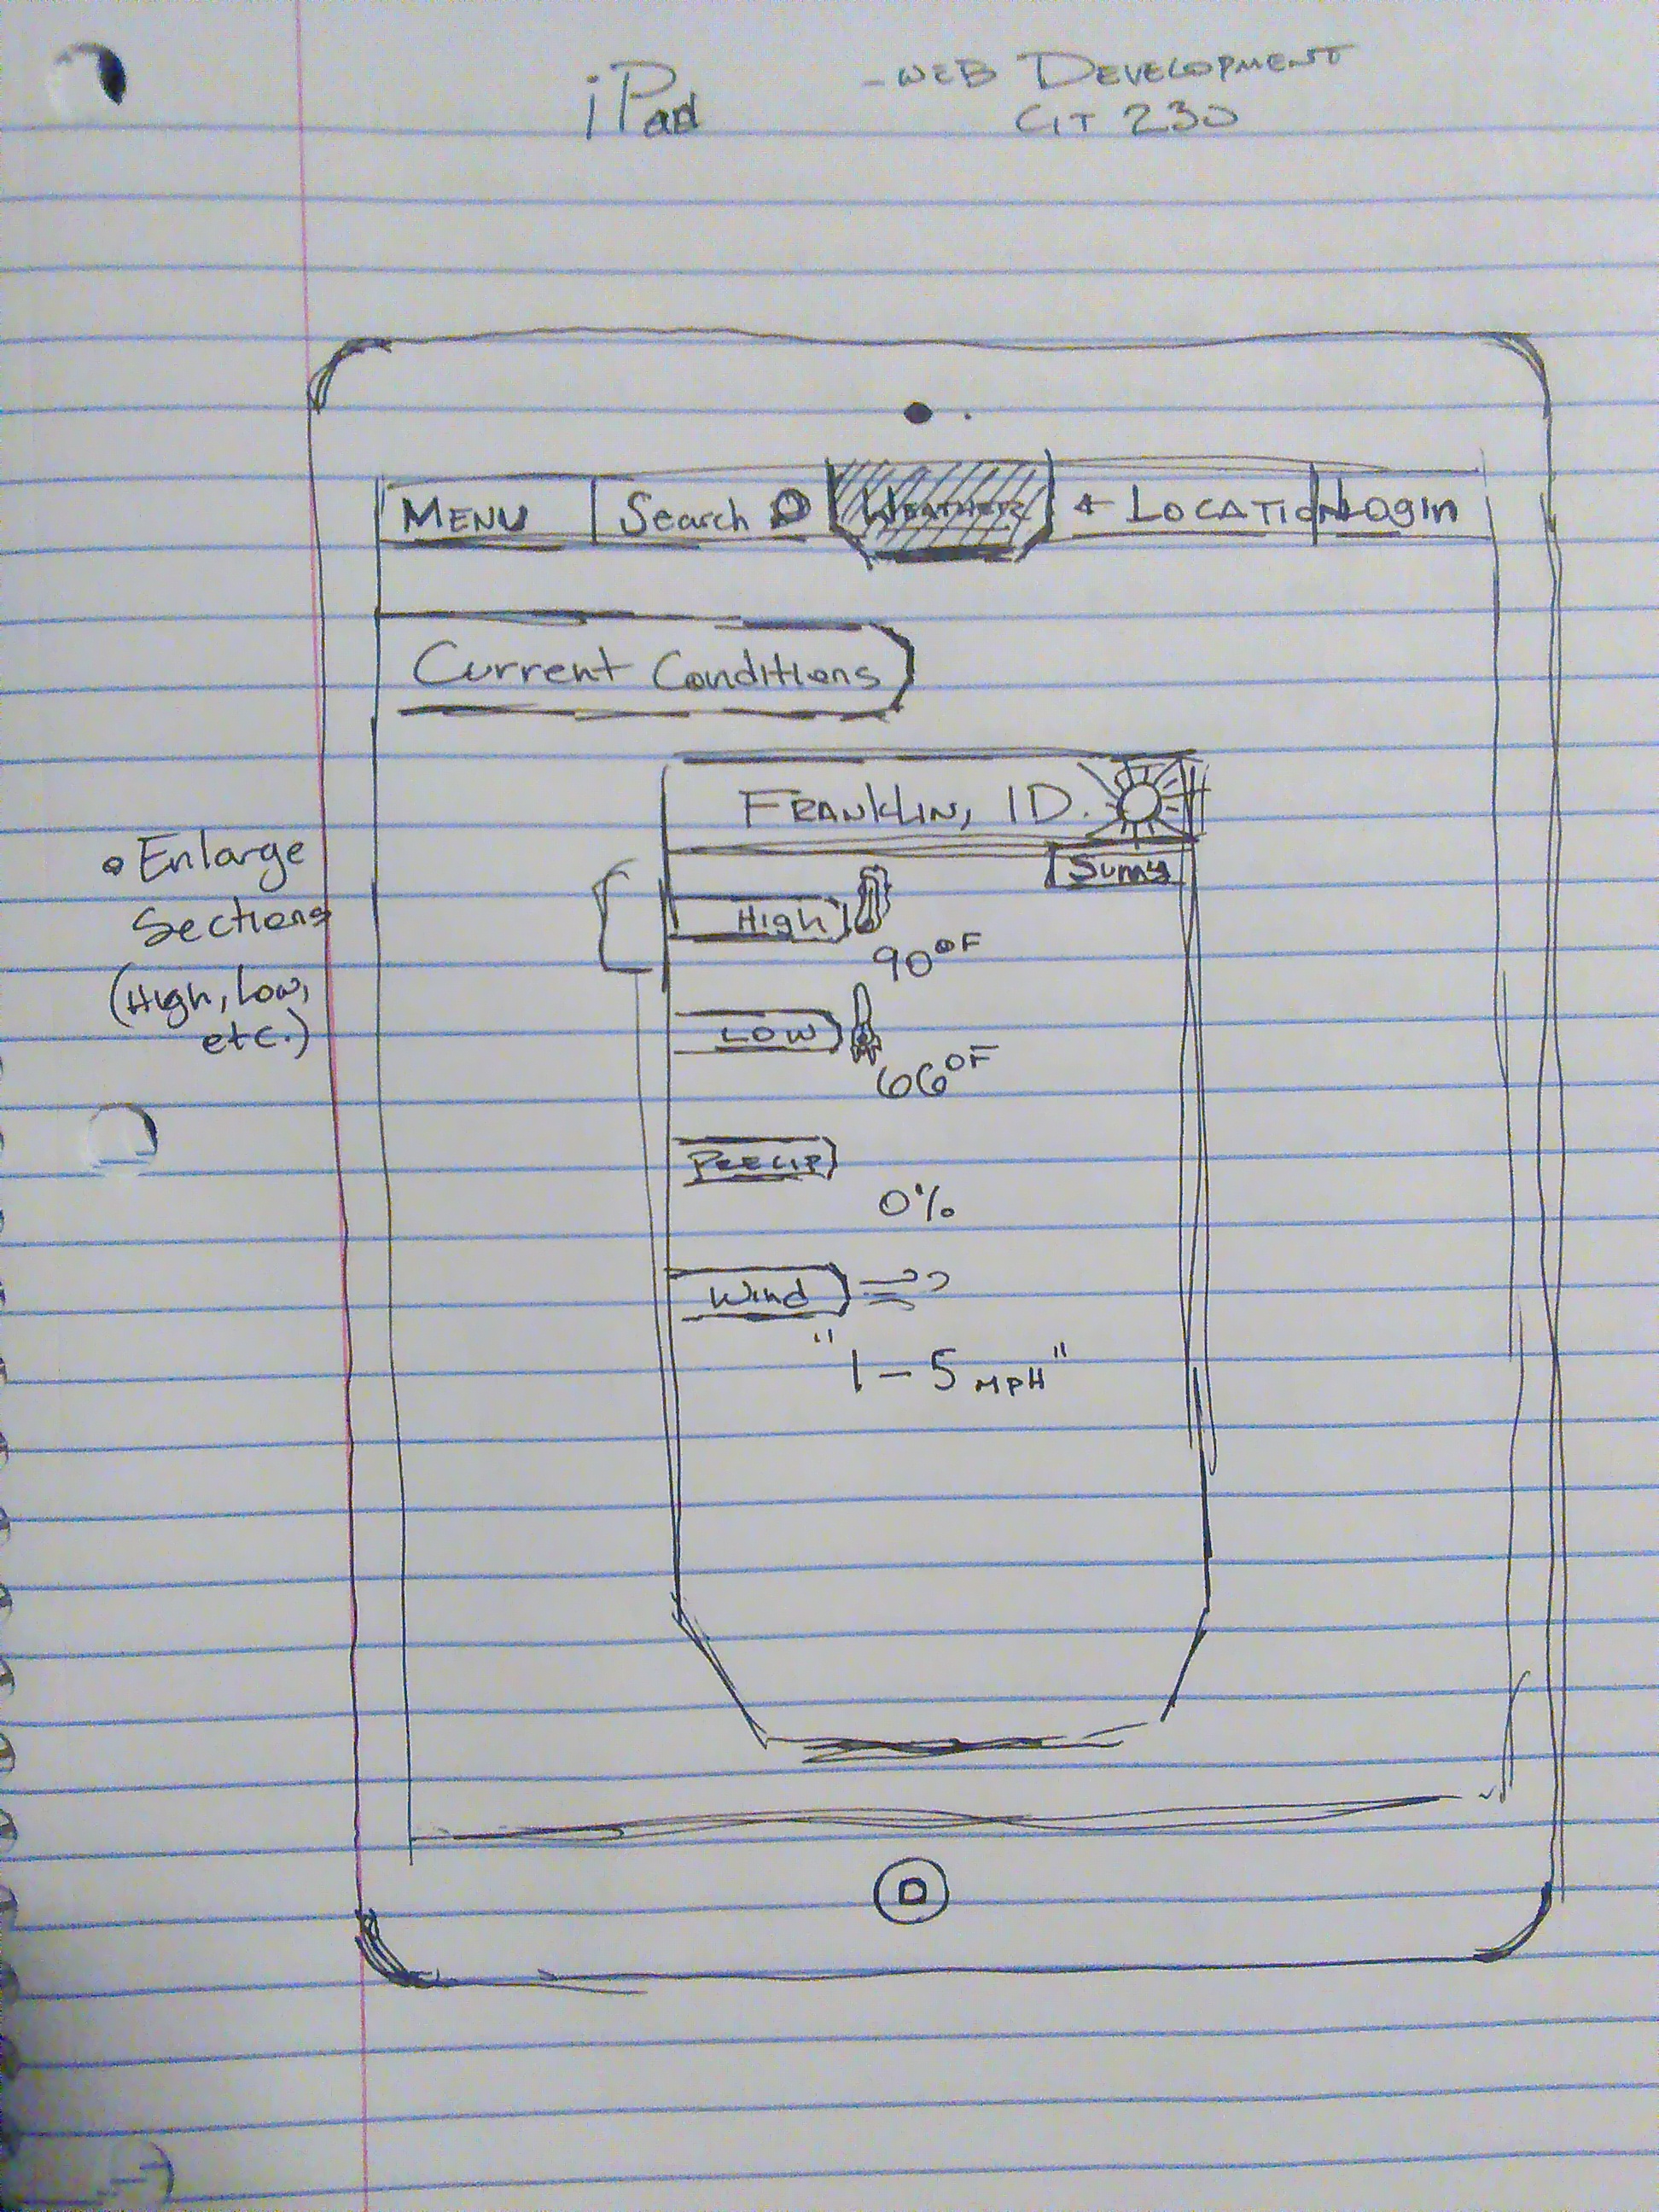 iPad
-WEB DEVELOPMENT
CIT 230
MENU Search WEATHER + LOCATION Login
Current Conditions
FRANKLIN, ID.
Sunny
• Enlarge
Sections
(High, Low,
etc.)
High
90°F
LOW
66°F
PRECIP
0%
Wind
"1-5 MPH"